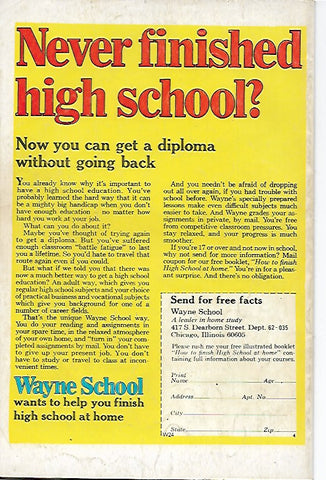 Never finished
high school?
Now you can get a diploma
without going back
You already know why it's important to
have a high school education. You've
probably learned the hard way that it can
be a mighty big handicap when you don't
have enough education — no matter how
hard you work at your job.
What can you do about it?
Maybe you've thought of trying again
to get a diploma. But you've suffered
enough classroom "battle fatigue" to last
you a lifetime. So you'd hate to travel that
route again even if you could.
But what if we told you that there was
now a much better way to get a high school
education? An adult way, which gives you
regular high school subjects and your choice
of practical business and vocational subjects
which give you background for one of a
number of career fields.
That's the unique Wayne School Way.
You do your reading and assignments in
your spare time, in the relaxed atmosphere
of your own home, and "turn in" your com-
pleted assignments by mail. You don't have
to give up your present job. You don't
have to study or travel to class at incon-
venient times.
Wayne School
wants to help you finish
high school at home
And you needn't be afraid of dropping
out all over again, if you had trouble with
school before. Wayne's specially prepared
lessons make even difficult subjects much
easier to take. And Wayne grades your as-
signments in private, by mail. You're free
from competitive classroom pressures. You
stay relaxed, and your progress is much
smoother.
If you're 17 or over and not now in school,
why not send for more information? Mail
coupon for our free booklet, "How to finish
High School at home." You're in for a pleas-
ant surprise. And there's no obligation.
Send for free facts
Wayne School
A leader in home study
417 S. Dearborn Street. Dept. 62-035
Chicago, Illinois 60605
Please rush me your free illustrated booklet
"How to finish High School at home" con-
taining full information about your courses.
Print
Name Age
Address Apt. No.
City
State Zip
W24 4